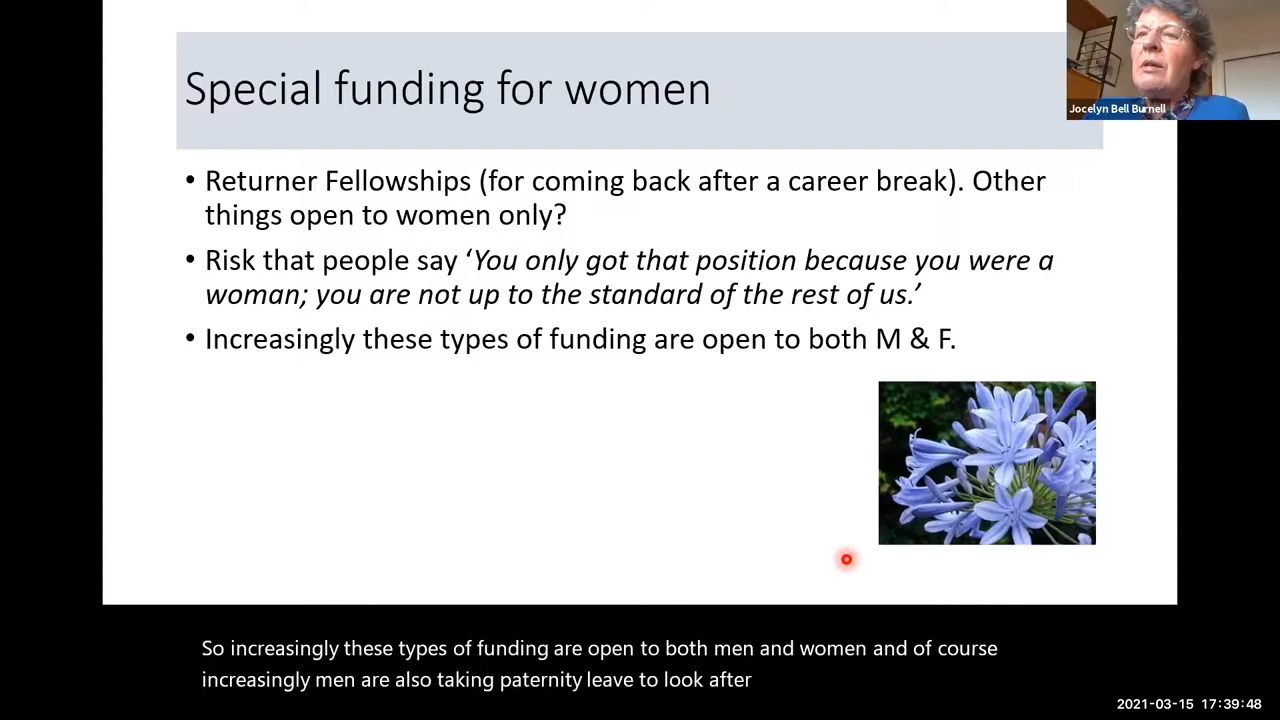 Special funding for women
• Returner Fellowships (for coming back after a career break). Other
things open to women only?
• Risk that people say ‘You only got that position because you were a
woman; you are not up to the standard of the rest of us.’
• Increasingly these types of funding are open to both M & F.
Jocelyn Bell Burnell
So increasingly these types of funding are open to both men and women and of course
increasingly men are also taking paternity leave to look after
2021-03-15 17:39:48